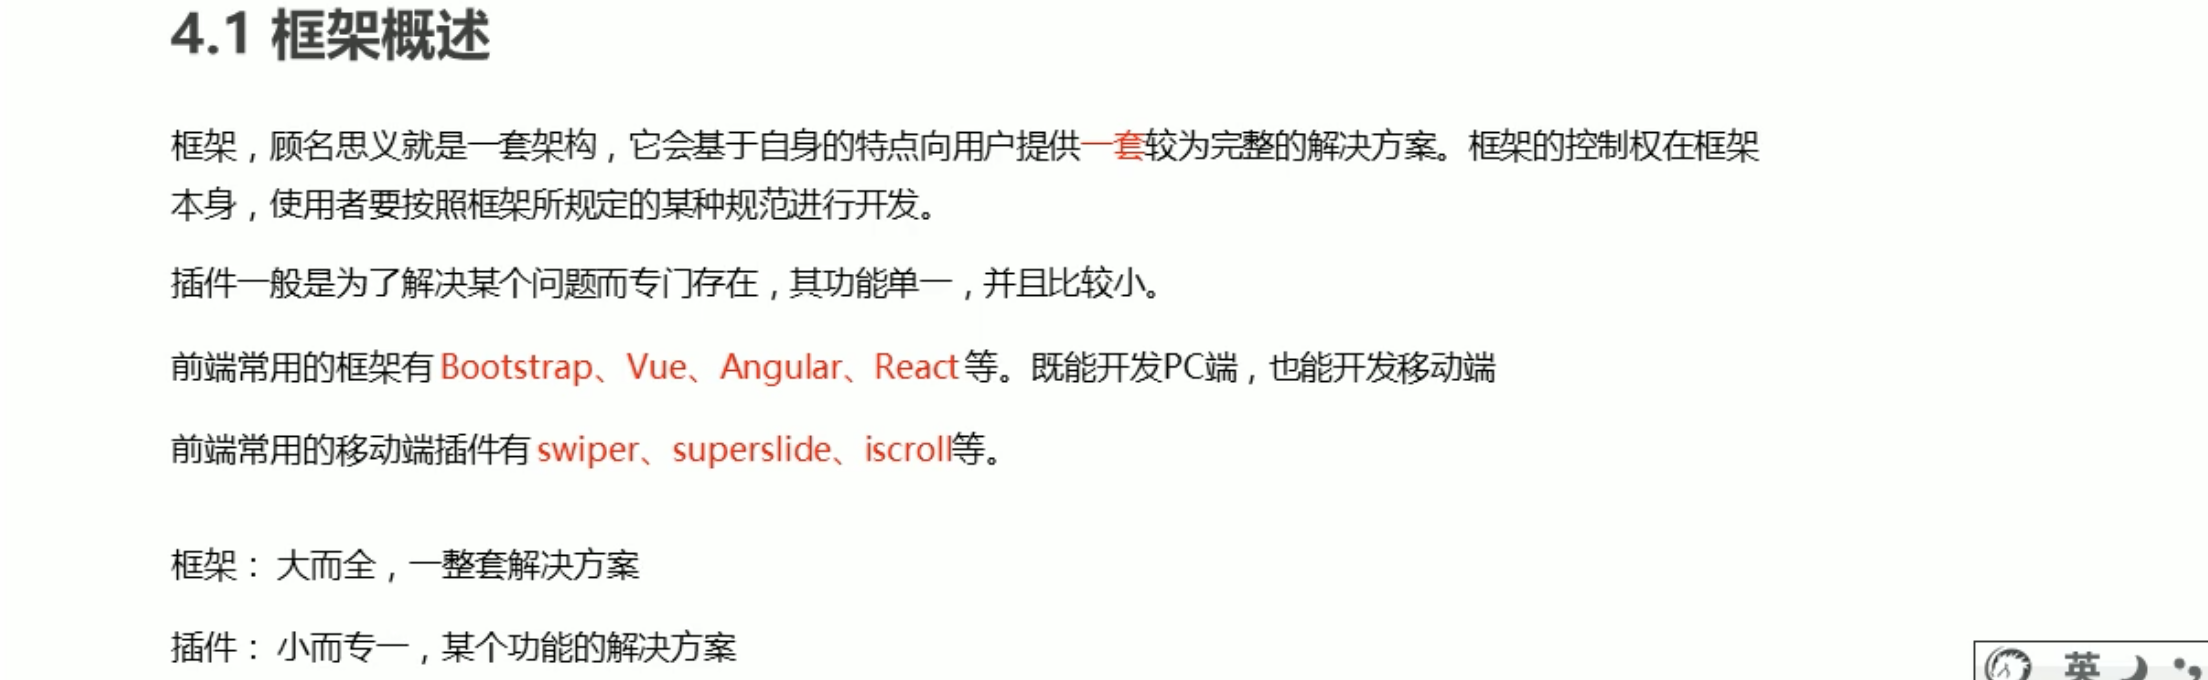 4.1 框架概述
框架，顾名思义就是一套架构，它会基于自身的特点向用户提供一套较为完整的解决方案。框架的控制权在框架
本身，使用者要按照框架所规定的某种规范进行开发。
插件一般是为了解决某个问题而专门存在，其功能单一，并且比较小。
前端常用的框架有 Bootstrap、Vue、Angular、React 等。既能开发PC端，也能开发移动端
前端常用的移动端插件有 swiper、superslide、iscroll等。
框架： 大而全，一整套解决方案
插件： 小而专一，某个功能的解决方案
英